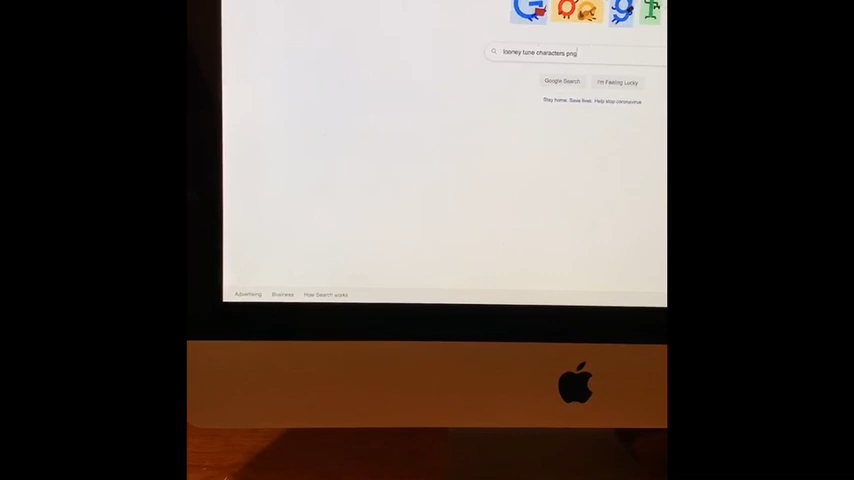 looney tune characters png
Google Search
I'm Feeling Lucky
Stay home. Save lives. Help stop coronavirus
Advertising
Business
How Search works